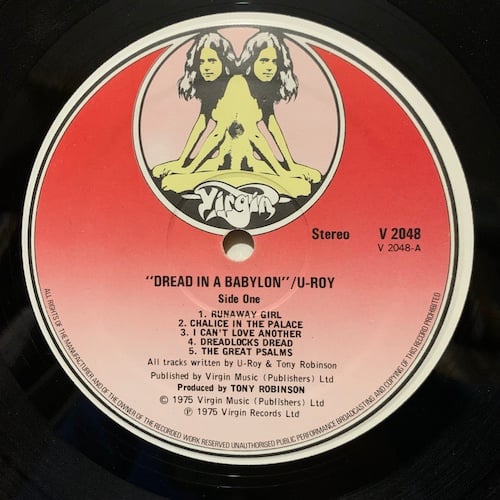 Virgin
Stereo V 2048
V 2048-A
"DREAD IN A BABYLON"/U-ROY
Side One
1. RUNAWAY GIRL
2. CHALICE IN THE PALACE
3. I CAN'T LOVE ANOTHER
4. DREADLOCKS DREAD
5. THE GREAT PSALMS
All tracks written by U-Roy & Tony Robinson
Published by Virgin Music (Publishers) Ltd
Produced by TONY ROBINSON
© 1975 Virgin Music (Publishers) Ltd
℗ 1975 Virgin Records Ltd
ALL RIGHTS OF THE MANUFACTURER AND OF THE OWNER OF THE RECORDED WORK RESERVED UNAUTHORISED PUBLIC PERFORMANCE BROADCASTING AND COPYING OF THIS RECORD PROHIBITED